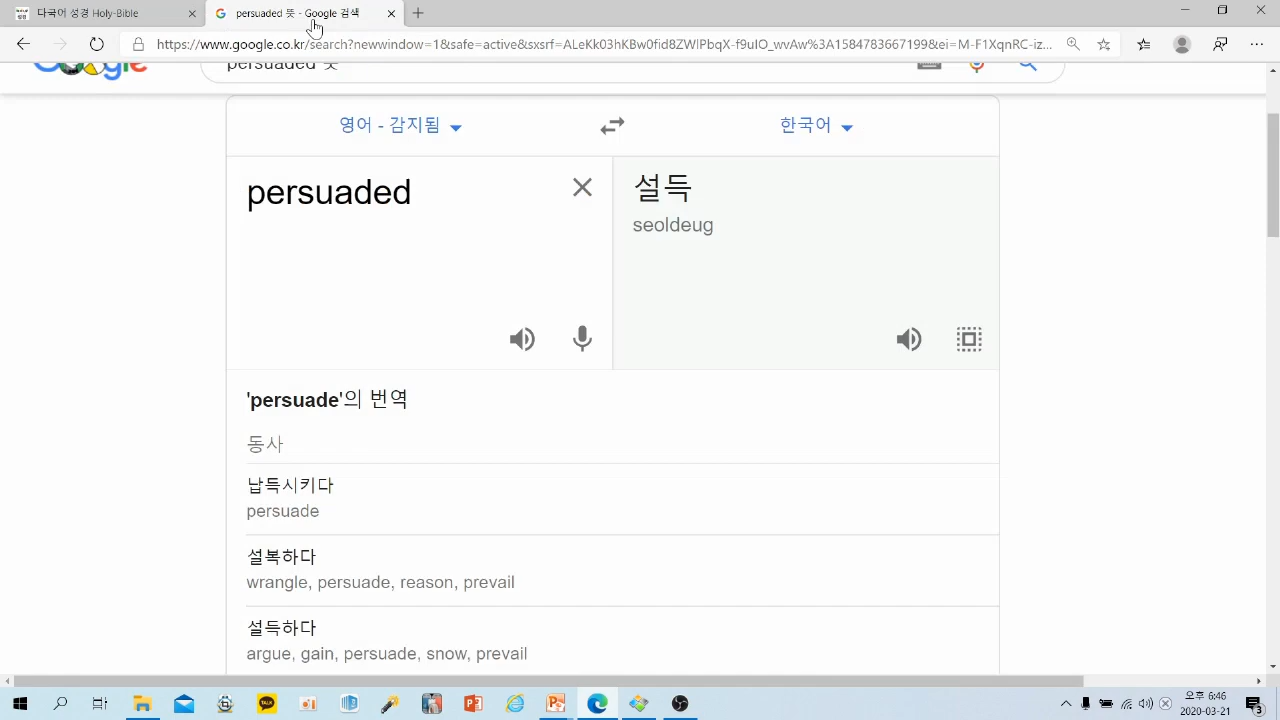 다국어 성경 Holy-Bible
persuaded 뜻 - Google 검색
https://www.google.co.kr/search?newwindow=1&safe=active&sxsrf=ALeKk03hKBw0fid8ZWlPbqX-f9uIO_wvAw%3A1584783667199&ei=M-F1XqnRC-iz...
Google
persuaded 뜻
영어 - 감지됨
한국어
persuaded
설득
seoldeug
'persuade'의 번역
동사
납득시키다
persuade
설복하다
wrangle, persuade, reason, prevail
설득하다
argue, gain, persuade, snow, prevail
TALK
오후 6:46
2020-03-21
3